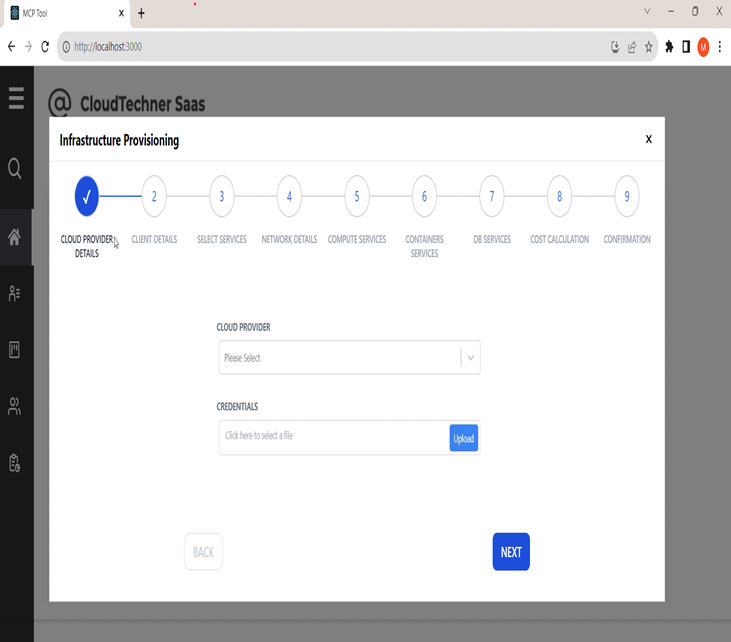 MCP Tool
http://localhost:3000
M
@ CloudTechner Saas
Infrastructure Provisioning
X
2 3 4 5 6 7 8 9
CLOUD PROVIDER DETAILS
CLIENT DETAILS
SELECT SERVICES
NETWORK DETAILS
COMPUTE SERVICES
CONTAINERS SERVICES
DB SERVICES
COST CALCULATION
CONFIRMATION
CLOUD PROVIDER
Please Select
CREDENTIALS
Click here to select a file
Upload
BACK
NEXT